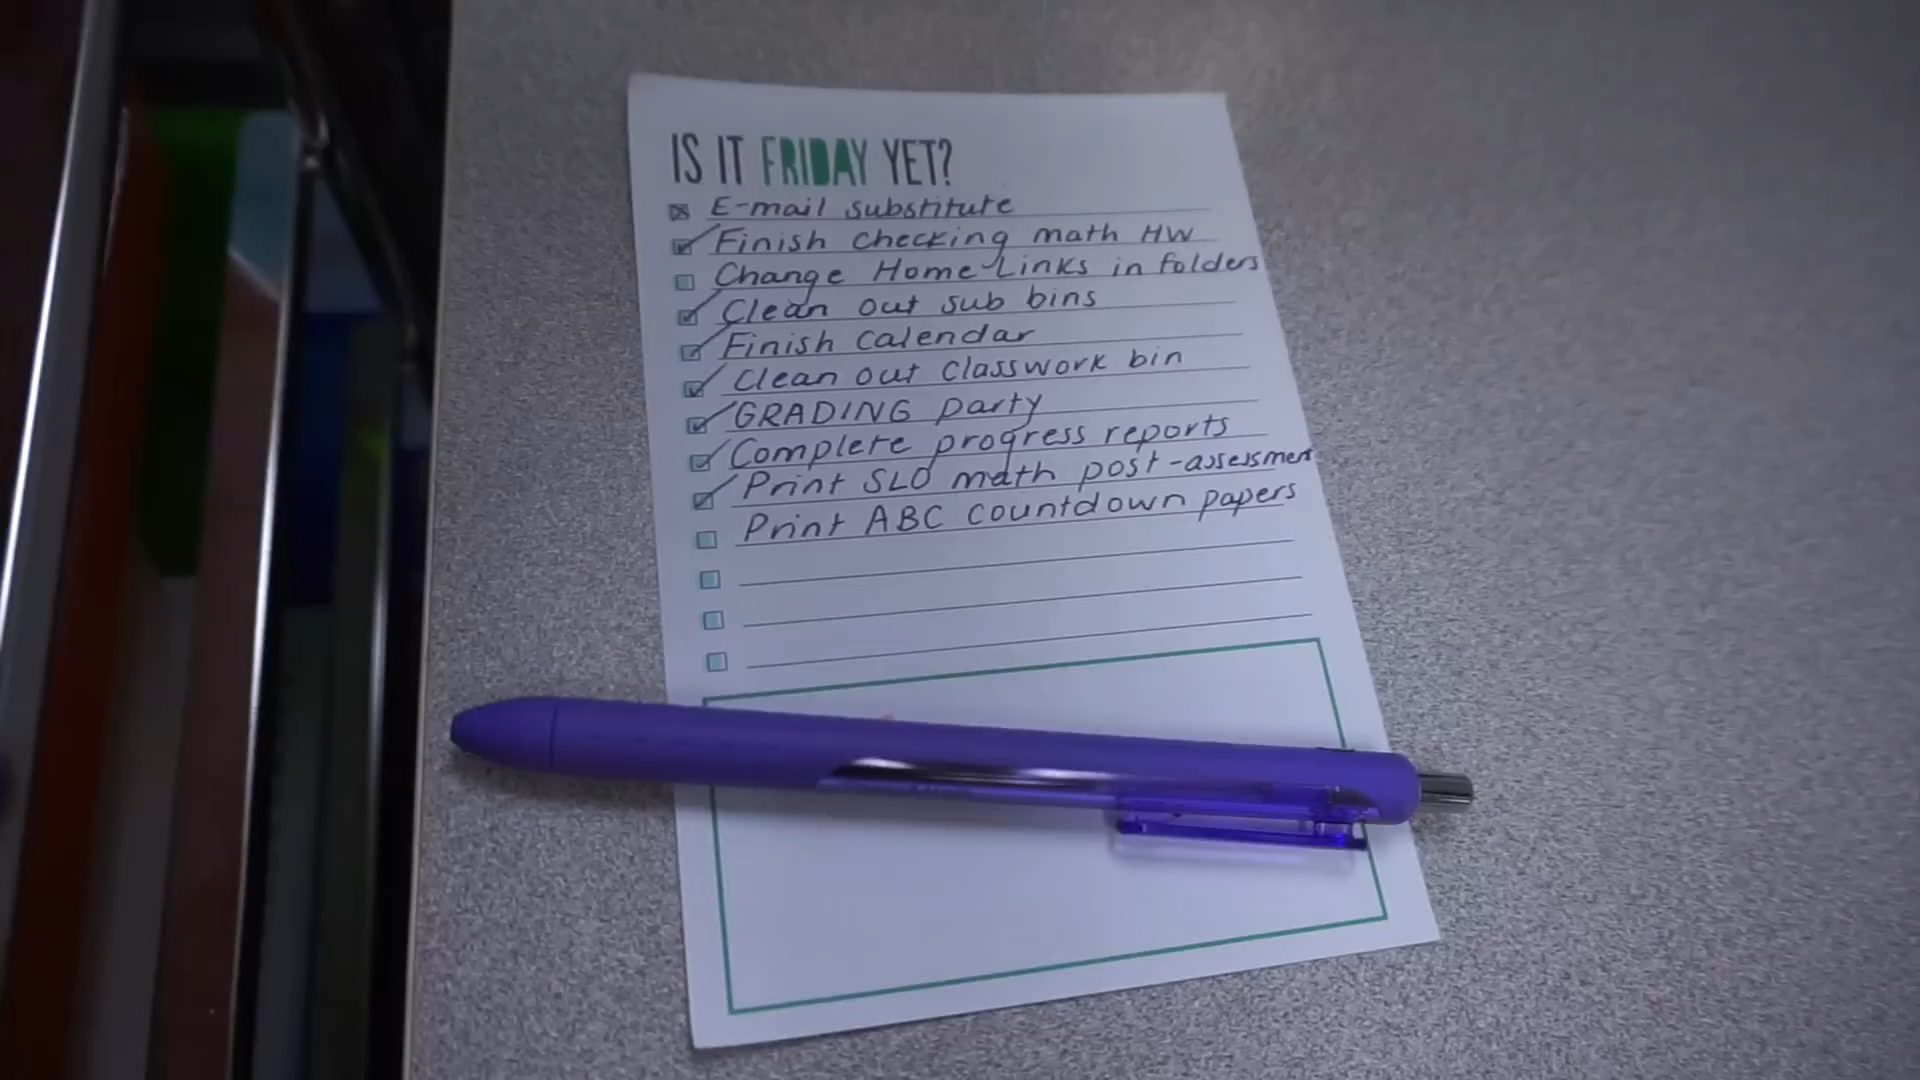 IS IT FRIDAY YET?
E-mail substitute
Finish checking math HW
Change Home-Links in folders
Clean out sub bins
Finish Calendar
Clean out Classwork bin
GRADING party
Complete progress reports
Print SLO math post-assessment
Print ABC Countdown papers